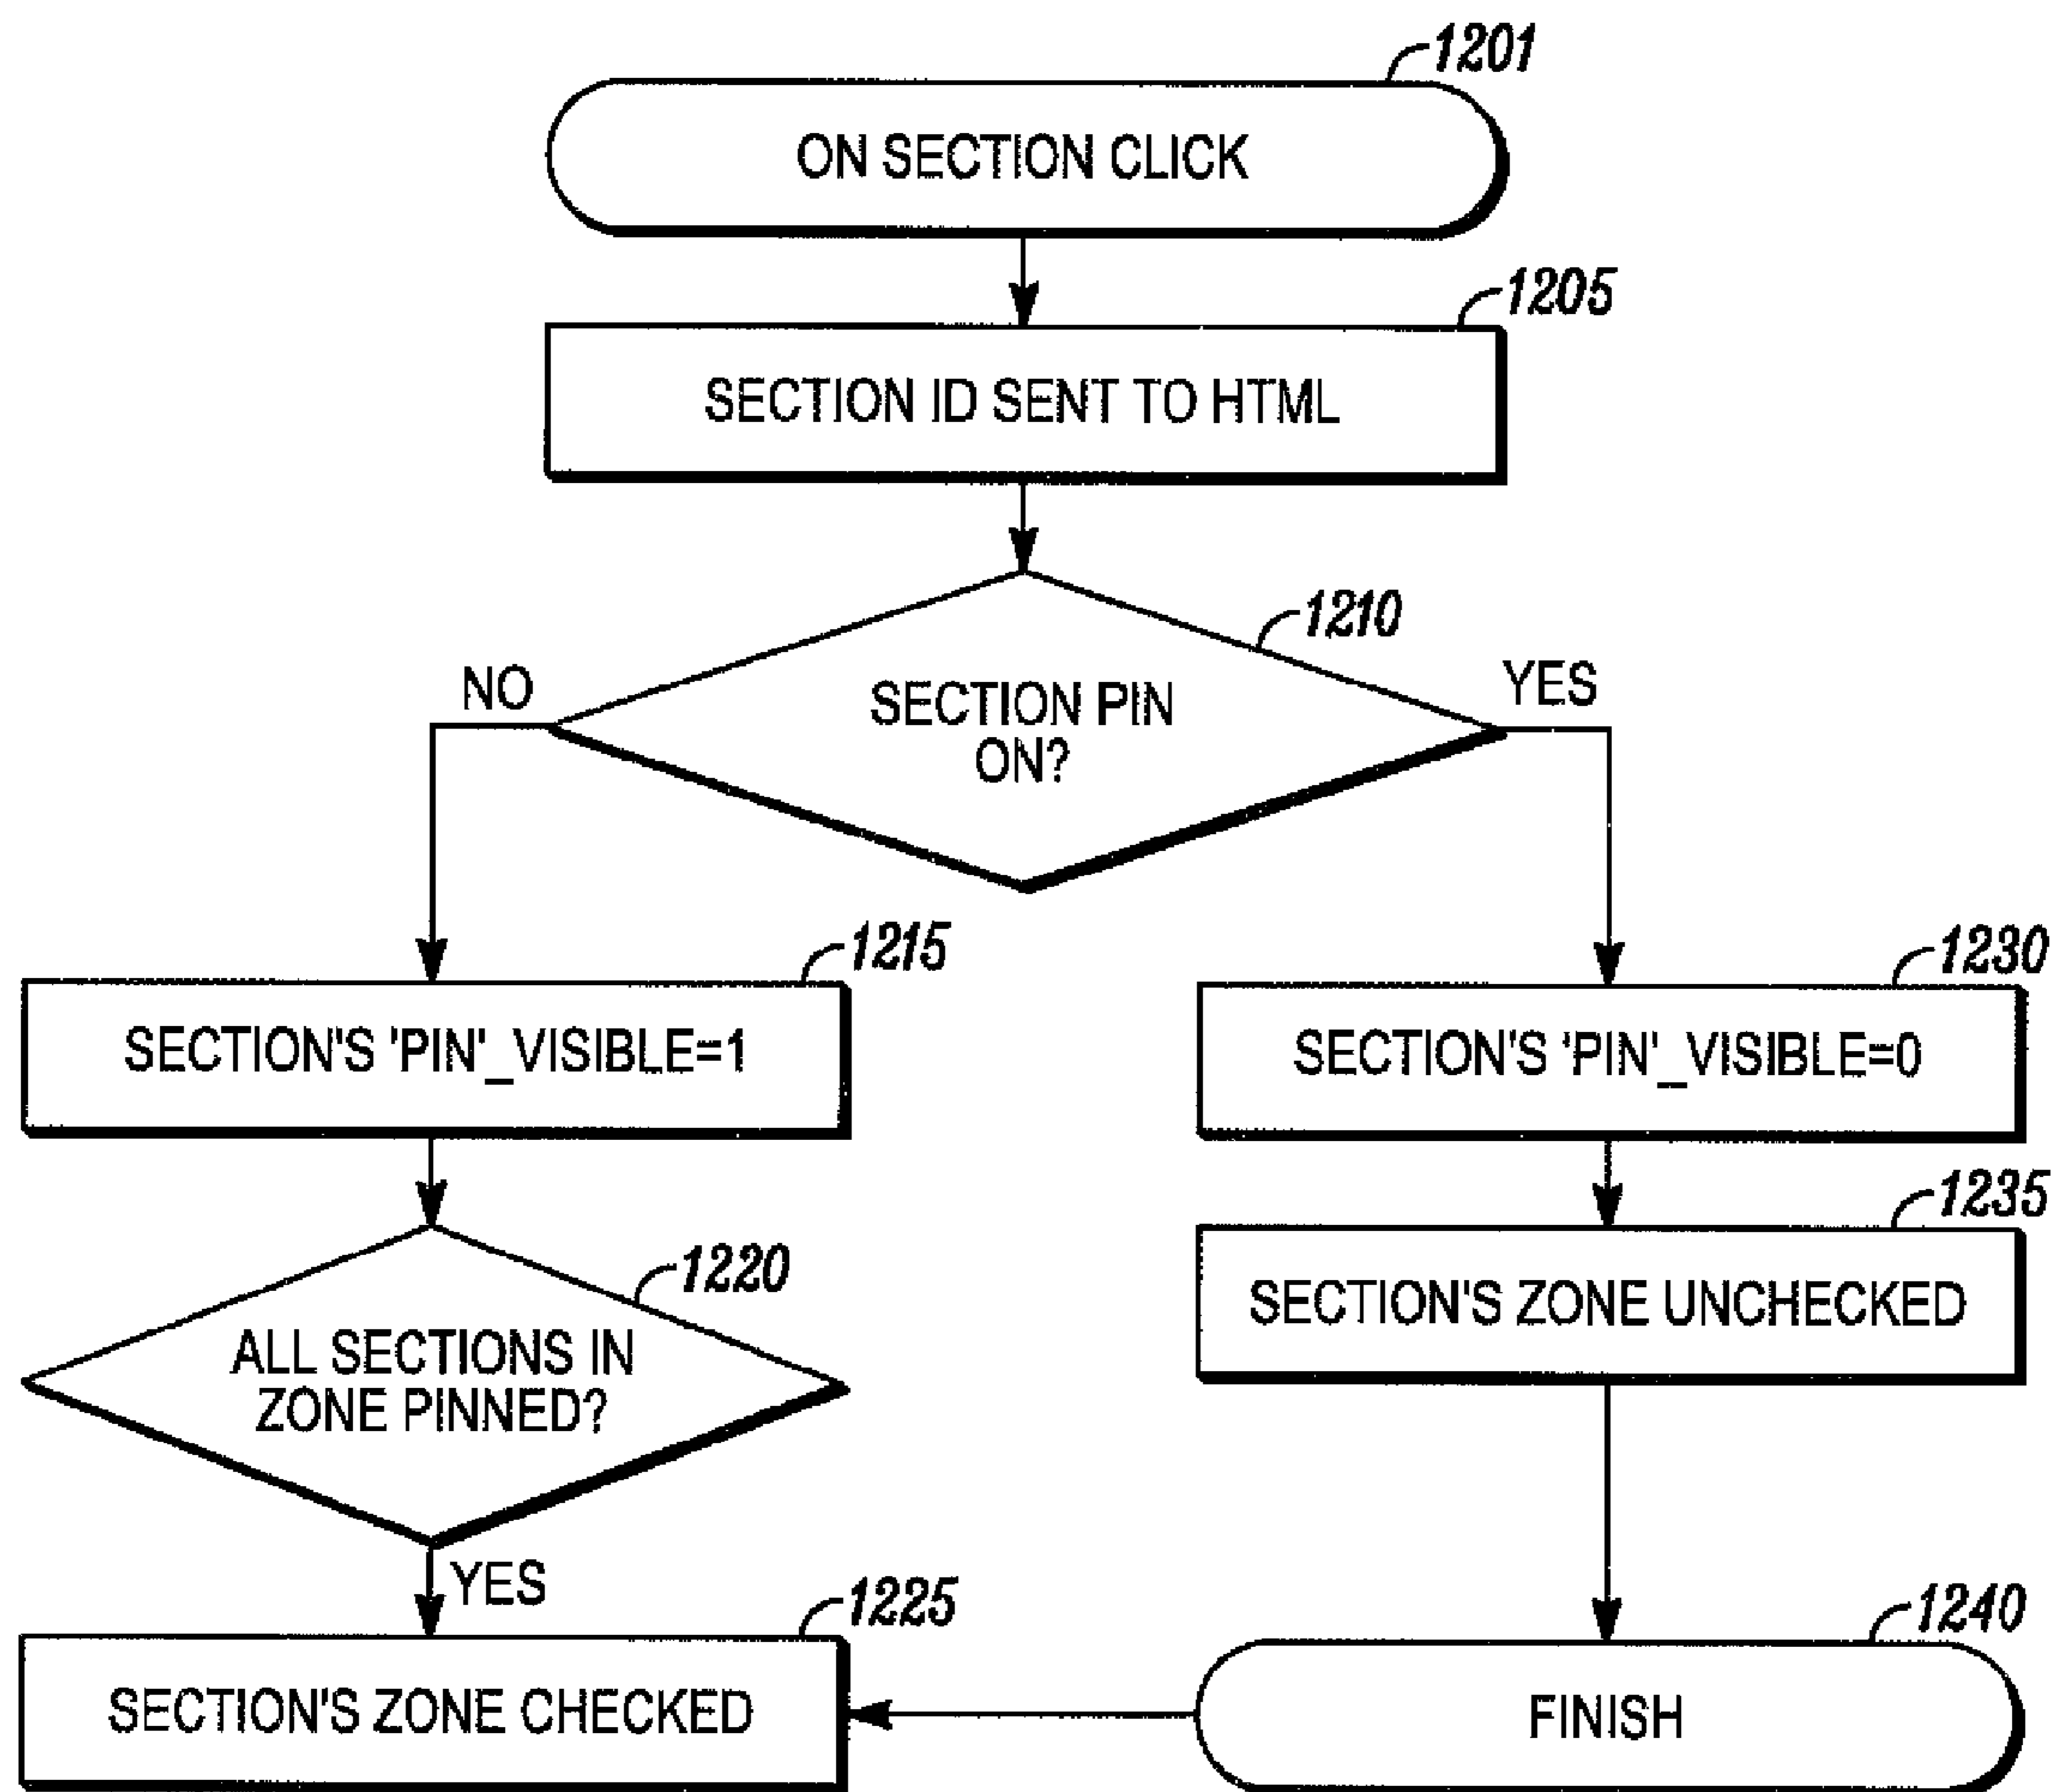 1201
ON SECTION CLICK
1205
SECTION ID SENT TO HTML
1210
NO
YES
SECTION PIN
ON?
1215
SECTION'S 'PIN'_VISIBLE=1
1230
SECTION'S 'PIN'_VISIBLE=0
1220
ALL SECTIONS IN
ZONE PINNED?
1235
SECTION'S ZONE UNCHECKED
YES
1225
SECTION'S ZONE CHECKED
1240
FINISH